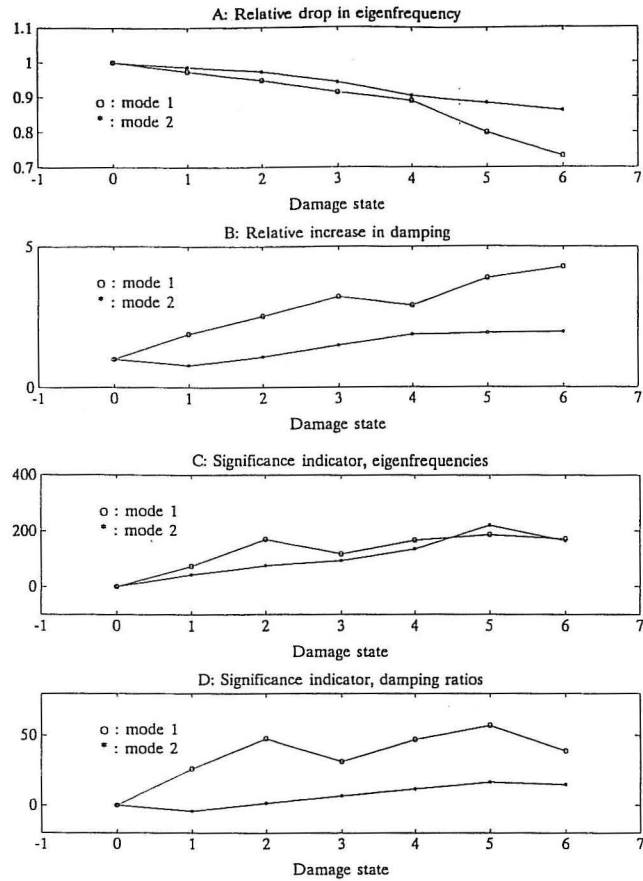 A: Relative drop in eigenfrequency
1.1
1
0.9
0.8
0.7
o : mode 1
* : mode 2
-1 0 1 2 3 4 5 6 7
Damage state
B: Relative increase in damping
5
0
o : mode 1
* : mode 2
-1 0 1 2 3 4 5 6 7
Damage state
C: Significance indicator, eigenfrequencies
400
200
0
o : mode 1
* : mode 2
-1 0 1 2 3 4 5 6 7
Damage state
D: Significance indicator, damping ratios
50
0
o : mode 1
* : mode 2
-1 0 1 2 3 4 5 6 7
Damage state